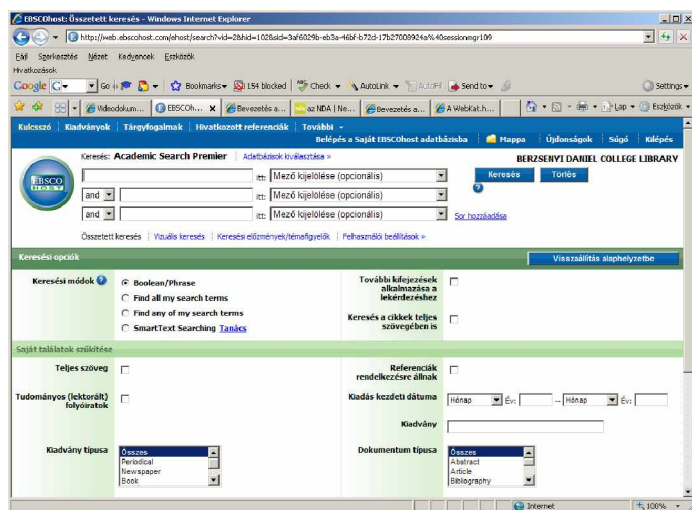 EBSCOhost: Összetett keresés - Windows Internet Explorer
http://web.ebscohost.com/ehost/search?vid=2&hid=102&sid=3af6029b-eb3a-46bf-b72d-17b27008924a%40sessionmgr109
Fájl Szerkesztés Nézet Kedvencek Eszközök
Hivatkozások
Google Go Bookmarks 154 blocked Check AutoLink AutoFill Send to Settings
Videodokum... EBSCOh... Bevezetés a... az NDA | Ne... Bevezetés a... A WebKat.h... Lap Eszközök
Kulcsszó Kiadványok Tárgyfogalmak Hivatkozott referenciák További
Belépés a Saját EBSCOhost adatbázisba Mappa Újdonságok Súgó Kilépés
Keresés: Academic Search Premier Adatbázisok kiválasztása »
BERZSENYI DANIEL COLLEGE LIBRARY
EBSCO HOST
itt: Mező kijelölése (opcionális) Keresés Törlés
and itt: Mező kijelölése (opcionális)
and itt: Mező kijelölése (opcionális) Sor hozzáadása
Összetett keresés Vizuális keresés Keresési előzmények/témafigyelők Felhasználói beállítások »
Keresési opciók Visszaállítás alaphelyzetbe
Keresési módok
Boolean/Phrase
Find all my search terms
Find any of my search terms
SmartText Searching Tanács
További kifejezések alkalmazása a lekérdezéshez
Keresés a cikkek teljes szövegében is
Saját találatok szűkítése
Teljes szöveg
Referenciák rendelkezésre állnak
Tudományos (lektorált) folyóiratok
Kiadás kezdeti dátuma Hónap Év: -- Hónap Év:
Kiadvány
Kiadvány típusa
Összes
Periodical
Newspaper
Book
Dokumentum típusa
Összes
Abstract
Article
Bibliography
Internet 100%